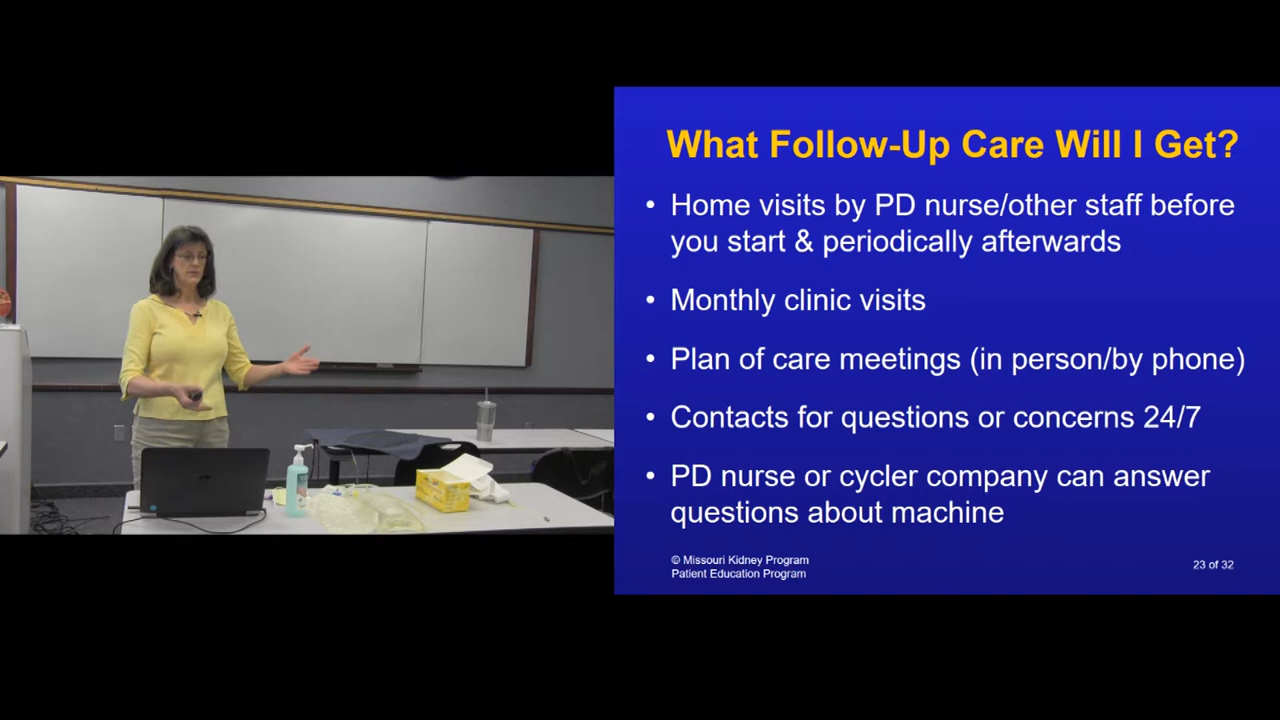 What Follow-Up Care Will I Get?
• Home visits by PD nurse/other staff before
you start & periodically afterwards
• Monthly clinic visits
• Plan of care meetings (in person/by phone)
• Contacts for questions or concerns 24/7
• PD nurse or cycler company can answer
questions about machine
© Missouri Kidney Program
Patient Education Program
23 of 32